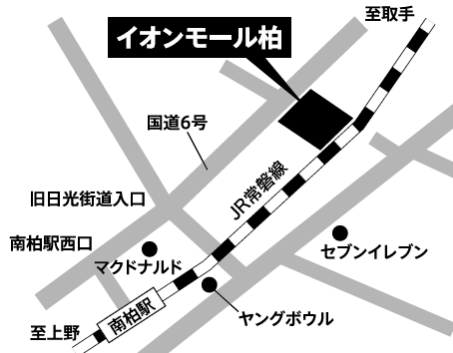 至取手
イオンモール柏
国道6号
JR常磐線
旧日光街道入口
南柏駅西口
マクドナルド
セブンイレブン
ヤングボウル
南柏駅
至上野